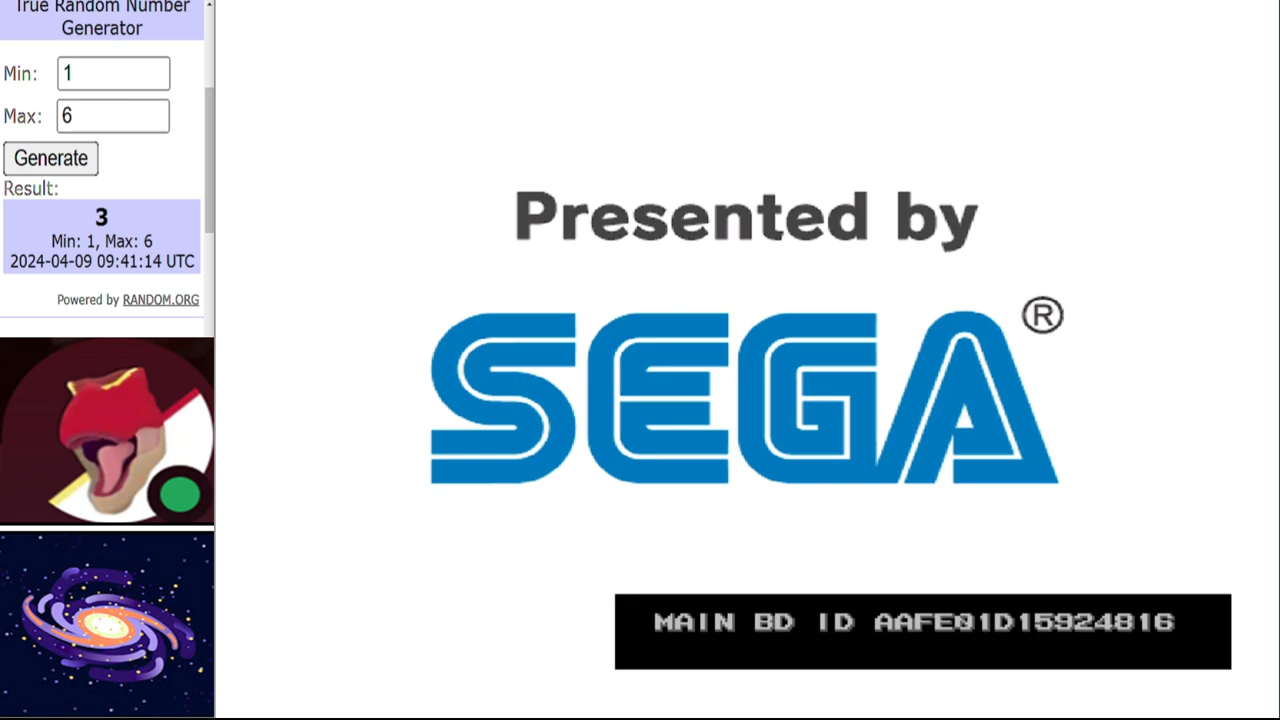 True Random Number
Generator
Min: 1
Max: 6
Generate
Result:
3
Min: 1, Max: 6
2024-04-09 09:41:14 UTC
Powered by RANDOM.ORG
Presented by
SEGA®
MAIN BD ID AAFE01D15924816